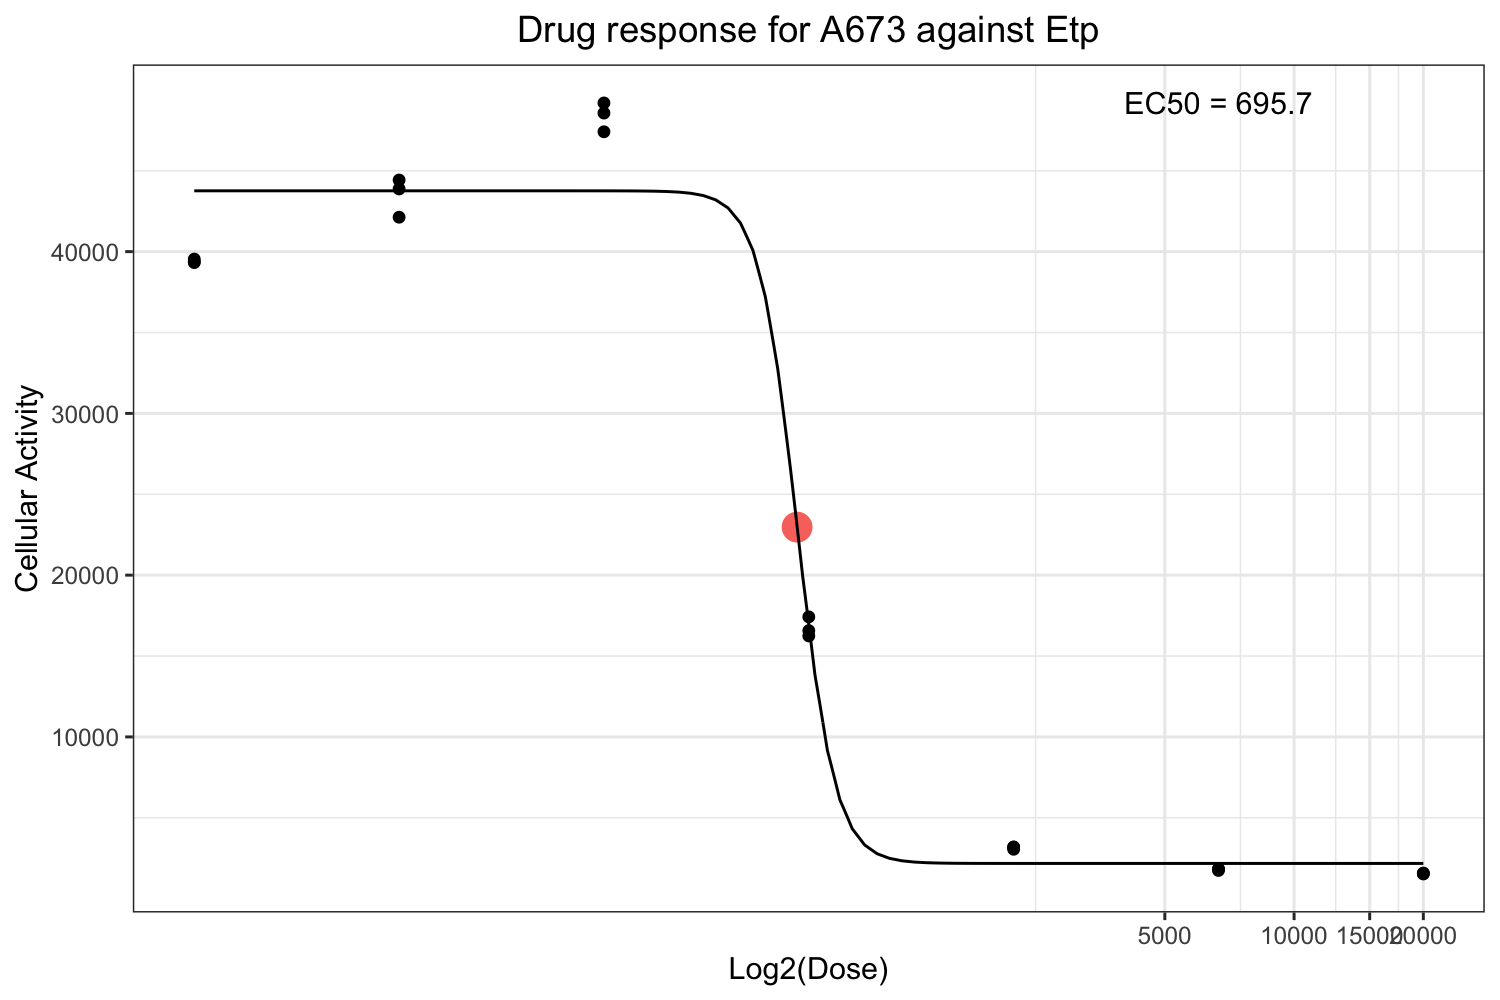 Drug response for A673 against Etp
EC50 = 695.7
40000
30000
20000
10000
Cellular Activity
5000 10000 15000 20000
Log2(Dose)